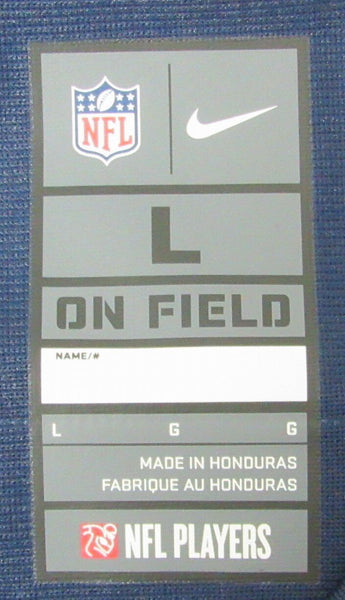 NFL
L
ON FIELD
NAME/#
L G G
MADE IN HONDURAS
FABRIQUE AU HONDURAS
NFL PLAYERS